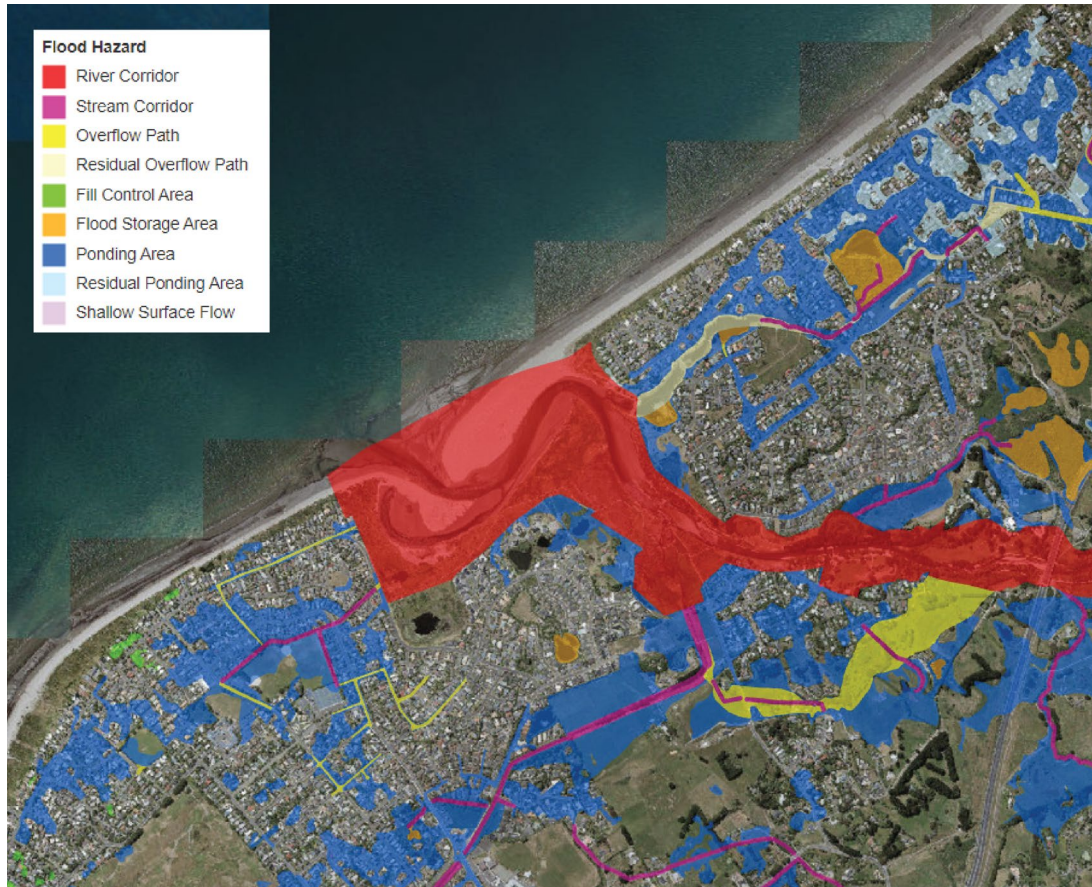 Flood Hazard
River Corridor
Stream Corridor
Overflow Path
Residual Overflow Path
Fill Control Area
Flood Storage Area
Ponding Area
Residual Ponding Area
Shallow Surface Flow